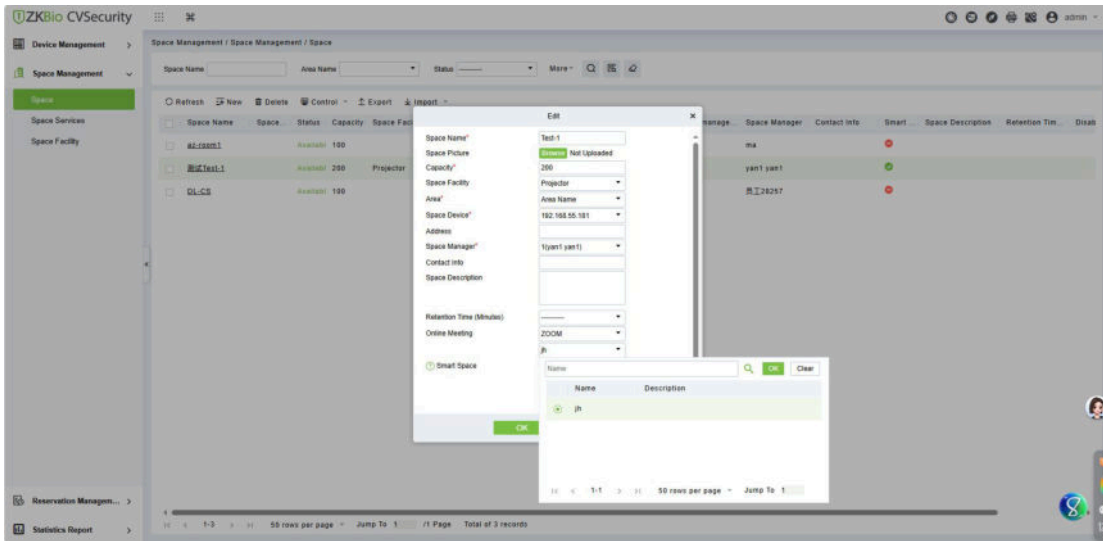 ZKBio CVSecurity
admin
Device Management
Space Management / Space Management / Space
Space Management
Space Name
Area Name
Status
--------
More
Space
Refresh New Delete Control Export Import
Space Services
Space Name Space... Status Capacity Space Faci
manage... Space Manager Contact Info Smart ... Space Description Retention Tim... Disab
Space Facility
az-room1 Available 100
ma
测试Test-1 Available 200 Projector
yan1 yan1
DL-CS Available 100
员工28257
Edit
Space Name* Test-1
Space Picture Browse Not Uploaded
Capacity* 200
Space Facility Projector
Area* Area Name
Space Device* 192.168.55.181
Address
Space Manager* 1(yan1 yan1)
Contact Info
Space Description
Retention Time (Minutes) --------
Online Meeting ZOOM
jh
Smart Space
Name
OK
Clear
Name Description
jh
OK
1-1 50 rows per page Jump To 1
Reservation Managem...
Statistics Report
1-3 50 rows per page Jump To 1 /1 Page Total of 3 records